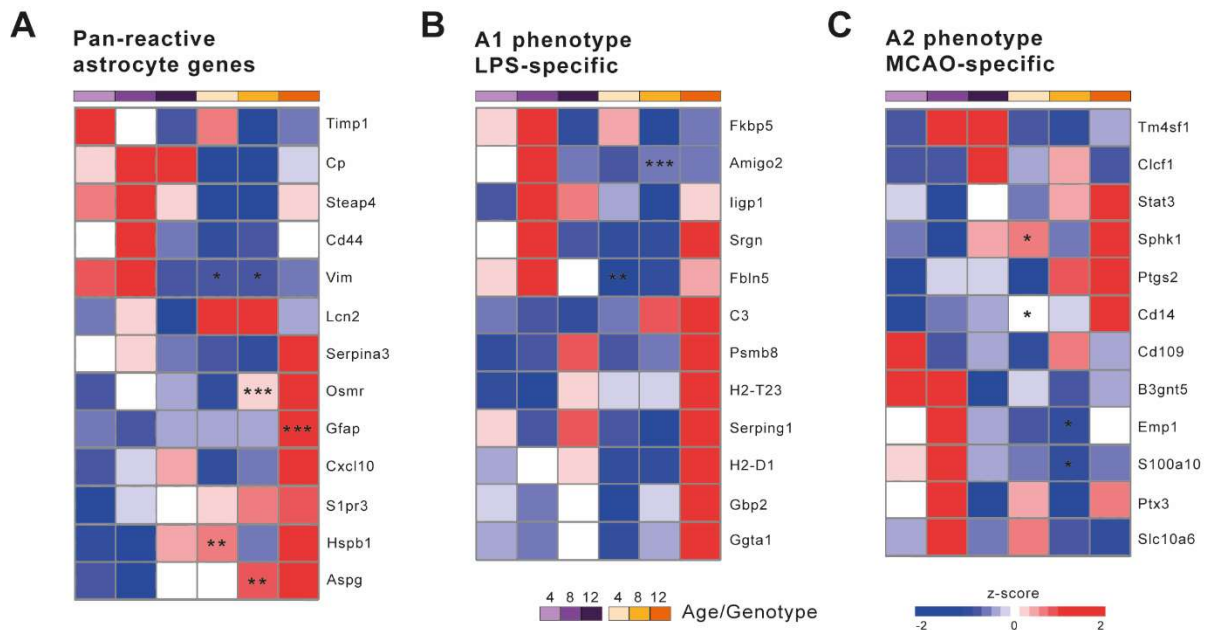 A
Pan-reactive
astrocyte genes
Timp1
Cp
Steap4
Cd44
Vim
* *
Lcn2
Serpina3
Osmr
***
Gfap
***
Cxcl10
S1pr3
Hspb1
**
Aspg
**
B
A1 phenotype
LPS-specific
Fkbp5
Amigo2
***
Iigp1
Srgn
Fbln5
**
C3
Psmb8
H2-T23
Serping1
H2-D1
Gbp2
Ggta1
4 8 12 4 8 12
Age/Genotype
C
A2 phenotype
MCAO-specific
Tm4sf1
Clcf1
Stat3
Sphk1
*
Ptgs2
Cd14
*
Cd109
B3gnt5
Emp1
*
S100a10
*
Ptx3
Slc10a6
z-score
-2 0 2